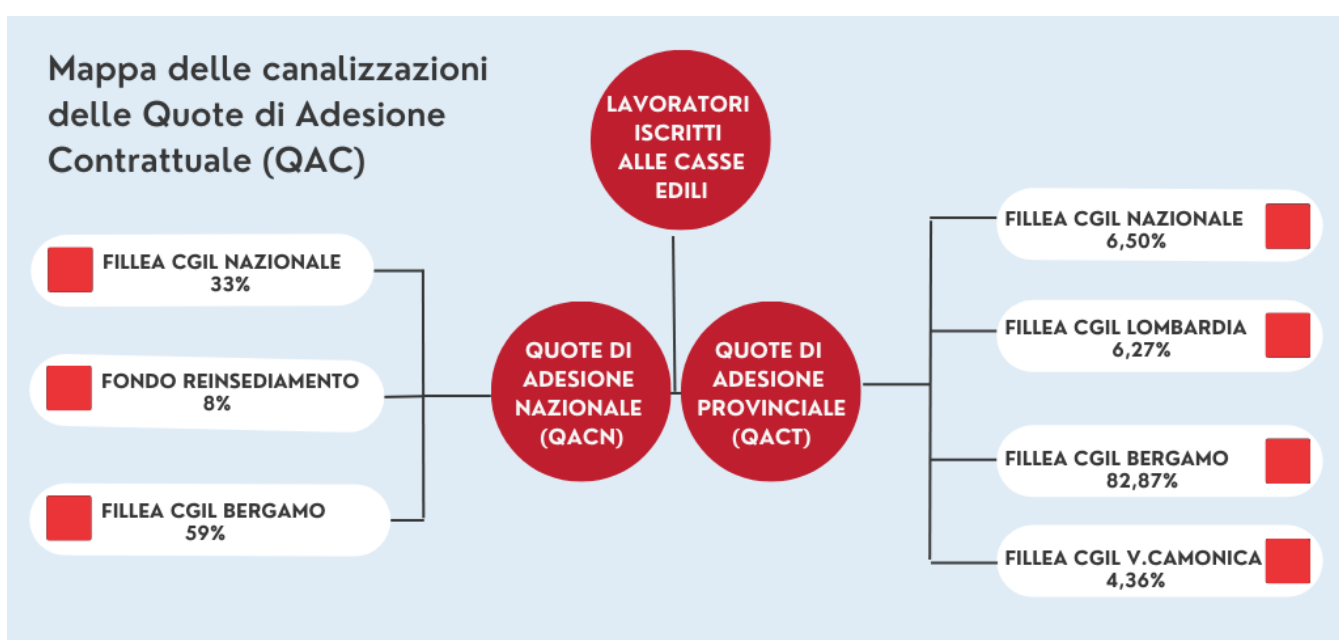 Mappa delle canalizzazioni
delle Quote di Adesione
Contrattuale (QAC)
LAVORATORI
ISCRITTI
ALLE CASSE
EDILI
FILLEA CGIL NAZIONALE
33%
FONDO REINSEDIAMENTO
8%
FILLEA CGIL BERGAMO
59%
QUOTE DI
ADESIONE
NAZIONALE
(QACN)
QUOTE DI
ADESIONE
PROVINCIALE
(QACT)
FILLEA CGIL NAZIONALE
6,50%
FILLEA CGIL LOMBARDIA
6,27%
FILLEA CGIL BERGAMO
82,87%
FILLEA CGIL V.CAMONICA
4,36%